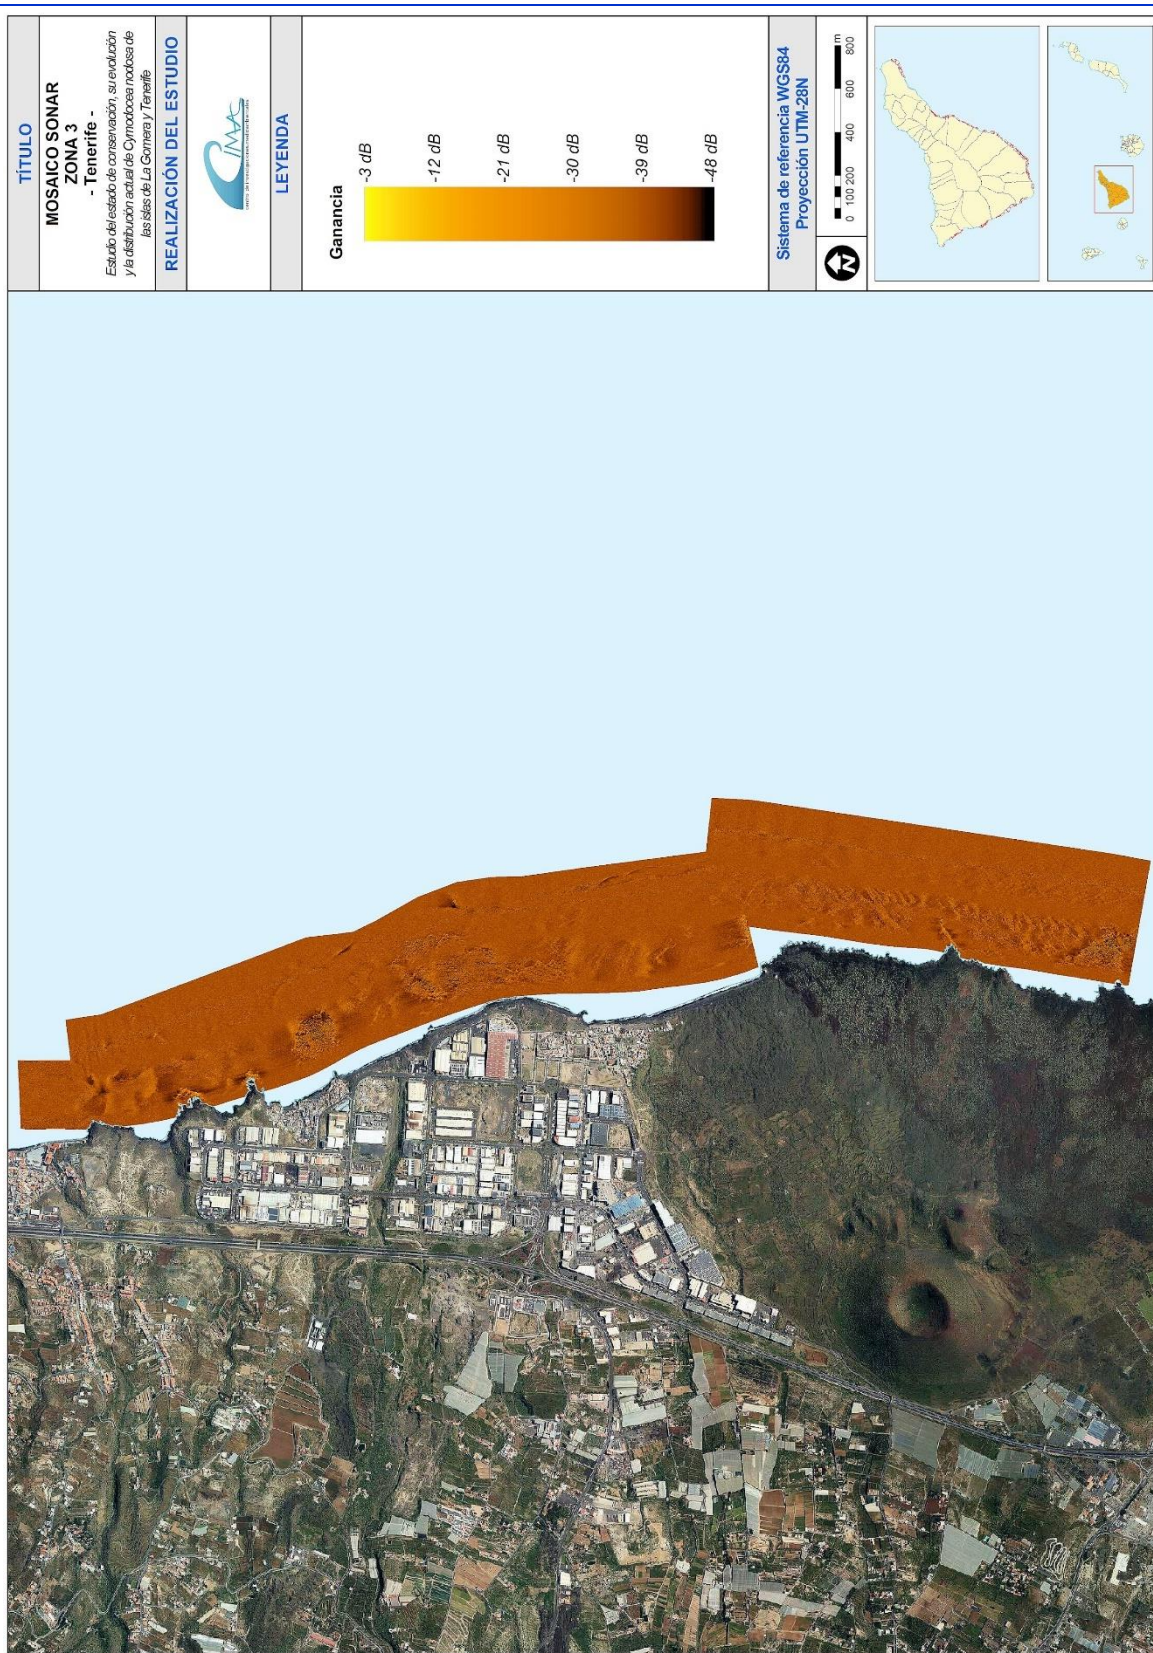 TÍTULO
MOSAICO SONAR
ZONA 3
- Tenerife -
Estudio del estado de conservación, su evolución
y la distribución actual de Cymodocea nodosa de
las islas de La Gomera y Tenerife
REALIZACIÓN DEL ESTUDIO
CIMA
LEYENDA
Ganancia
-3 dB
-12 dB
-21 dB
-30 dB
-39 dB
-48 dB
Sistema de referencia WGS84
Proyección UTM-28N
N
0 100 200 400 600 800 m